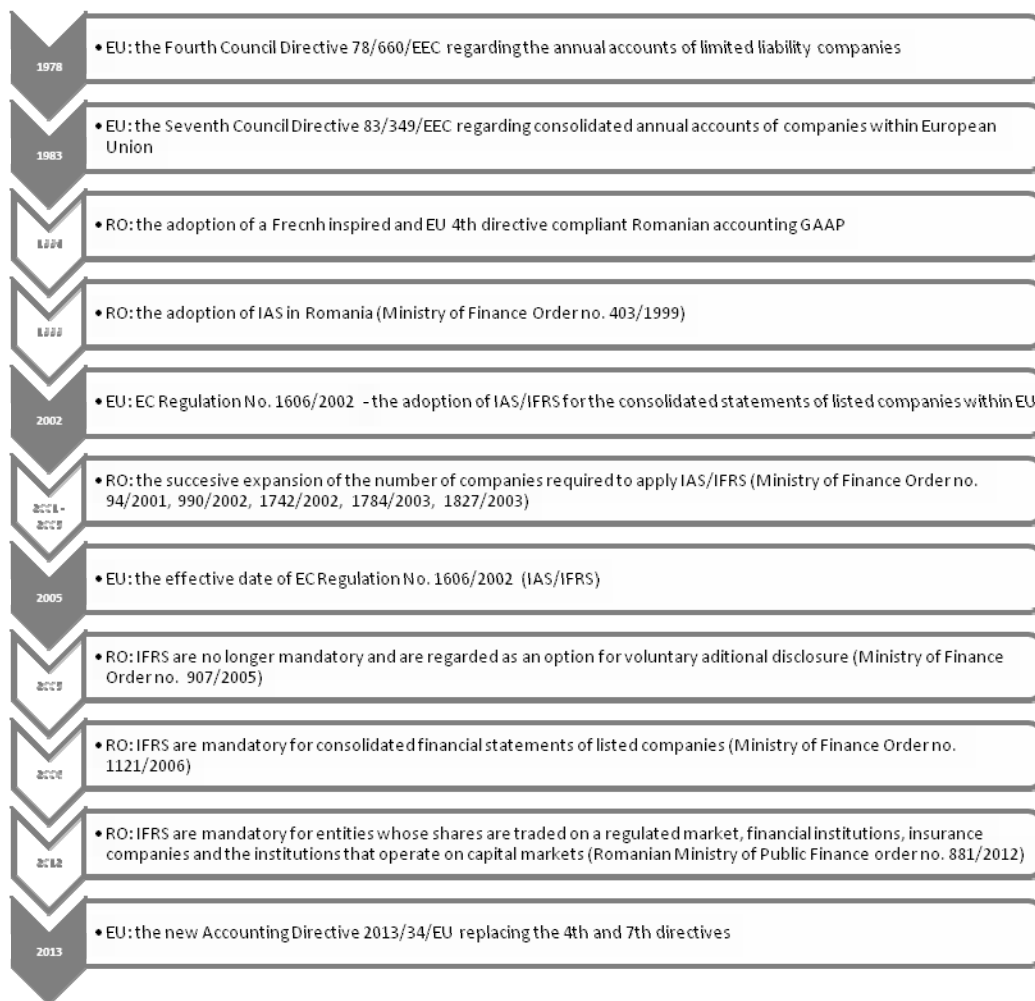 1978
• EU: the Fourth Council Directive 78/660/EEC regarding the annual accounts of limited liability companies
1983
• EU: the Seventh Council Directive 83/349/EEC regarding consolidated annual accounts of companies within European
Union
• RO: the adoption of a Frecnh inspired and EU 4th directive compliant Romanian accounting GAAP
• RO: the adoption of IAS in Romania (Ministry of Finance Order no. 403/1999)
2002
• EU: EC Regulation No. 1606/2002 - the adoption of IAS/IFRS for the consolidated statements of listed companies within EU
• RO: the succesive expansion of the number of companies required to apply IAS/IFRS (Ministry of Finance Order no.
94/2001, 990/2002, 1742/2002, 1784/2003, 1827/2003)
2005
• EU: the effective date of EC Regulation No. 1606/2002 (IAS/IFRS)
• RO: IFRS are no longer mandatory and are regarded as an option for voluntary aditional disclosure (Ministry of Finance
Order no. 907/2005)
2006
• RO: IFRS are mandatory for consolidated financial statements of listed companies (Ministry of Finance Order no.
1121/2006)
2012
• RO: IFRS are mandatory for entities whose shares are traded on a regulated market, financial institutions, insurance
companies and the institutions that operate on capital markets (Romanian Ministry of Public Finance order no. 881/2012)
2013
• EU: the new Accounting Directive 2013/34/EU replacing the 4th and 7th directives